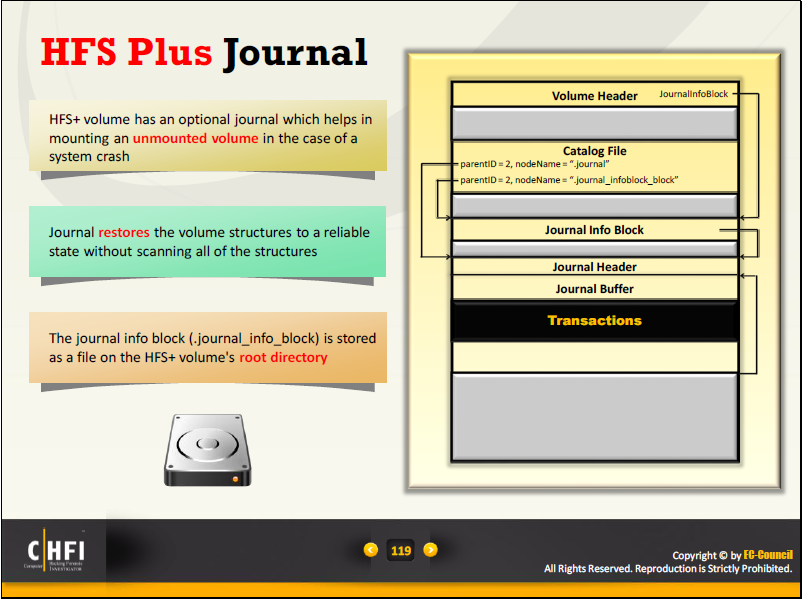 HFS Plus Journal
HFS+ volume has an optional journal which helps in
mounting an unmounted volume in the case of a
system crash
Journal restores the volume structures to a reliable
state without scanning all of the structures
The journal info block (.journal_info_block) is stored
as a file on the HFS+ volume's root directory
Volume Header JournalInfoBlock
Catalog File
parentID = 2, nodeName = “.journal”
parentID = 2, nodeName = “.journal_infoblock_block”
Journal Info Block
Journal Header
Journal Buffer
Transactions
CHFI
Computer Hacking Forensic
INVESTIGATOR
119
Copyright © by EC-Council
All Rights Reserved. Reproduction is Strictly Prohibited.